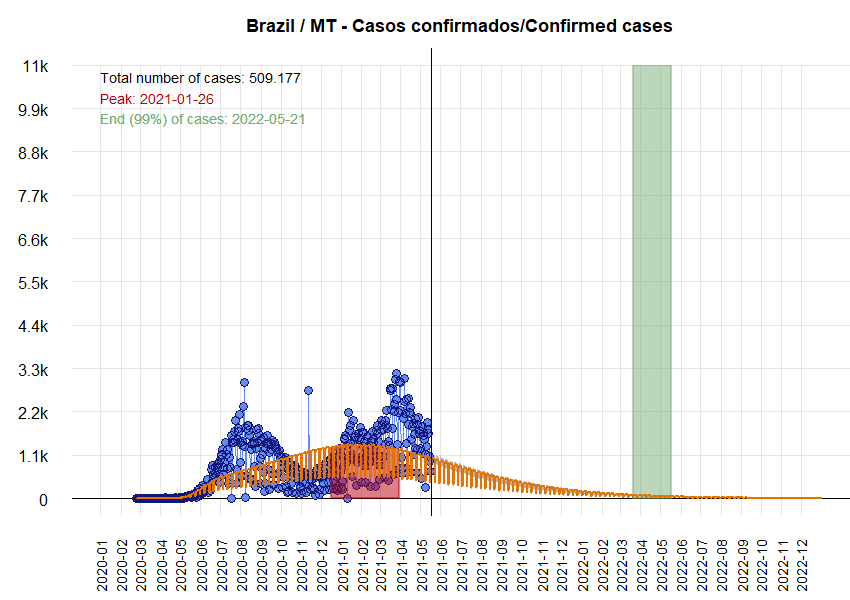 Brazil / MT - Casos confirmados/Confirmed cases
11k
Total number of cases: 509.177
Peak: 2021-01-26
End (99%) of cases: 2022-05-21
9.9k
8.8k
7.7k
6.6k
5.5k
4.4k
3.3k
2.2k
1.1k
0
2020-01
2020-02
2020-03
2020-04
2020-05
2020-06
2020-07
2020-08
2020-09
2020-10
2020-11
2020-12
2021-01
2021-02
2021-03
2021-04
2021-05
2021-06
2021-07
2021-08
2021-09
2021-10
2021-11
2021-12
2022-01
2022-02
2022-03
2022-04
2022-05
2022-06
2022-07
2022-08
2022-09
2022-10
2022-11
2022-12